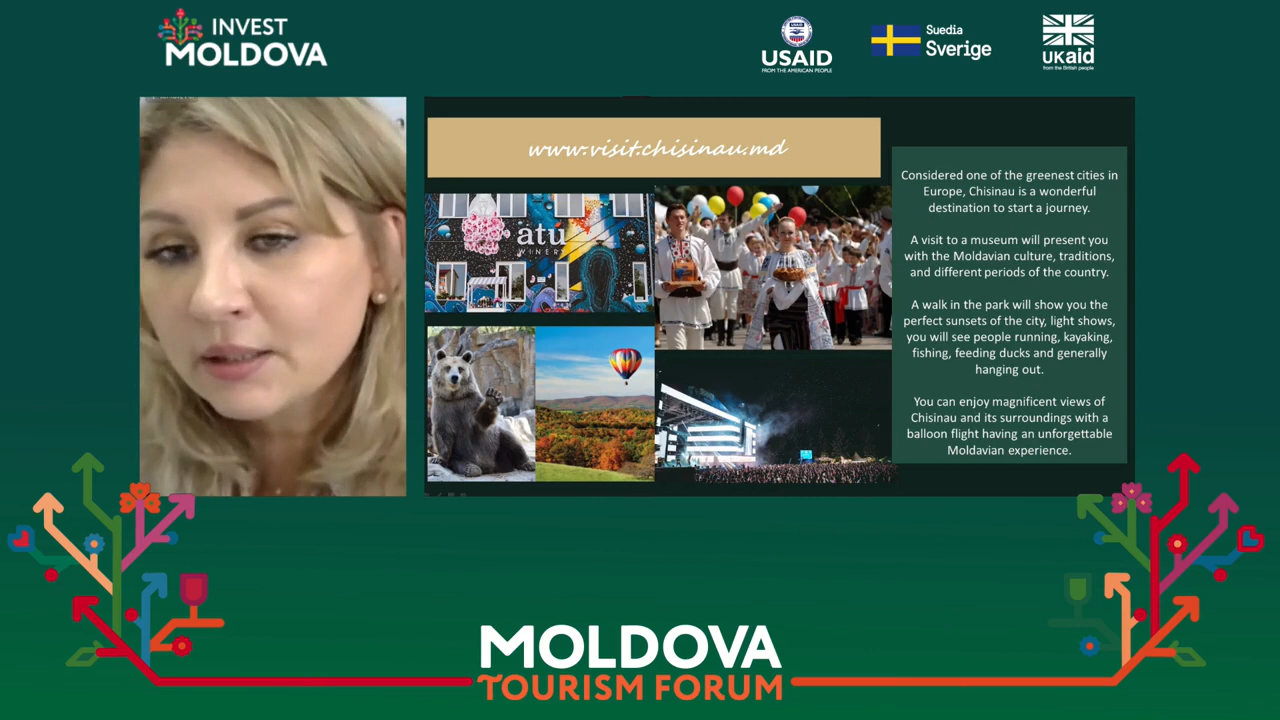 INVEST
MOLDOVA
USAID
FROM THE AMERICAN PEOPLE
Suedia
Sverige
UKaid
from the British people
www.visit.chisinau.md
atu
WINERY
Considered one of the greenest cities in
Europe, Chisinau is a wonderful
destination to start a journey.
A visit to a museum will present you
with the Moldavian culture, traditions,
and different periods of the country.
A walk in the park will show you the
perfect sunsets of the city, light shows,
you will see people running, kayaking,
fishing, feeding ducks and generally
hanging out.
You can enjoy magnificent views of
Chisinau and its surroundings with a
balloon flight having an unforgettable
Moldavian experience.
MOLDOVA
TOURISM FORUM